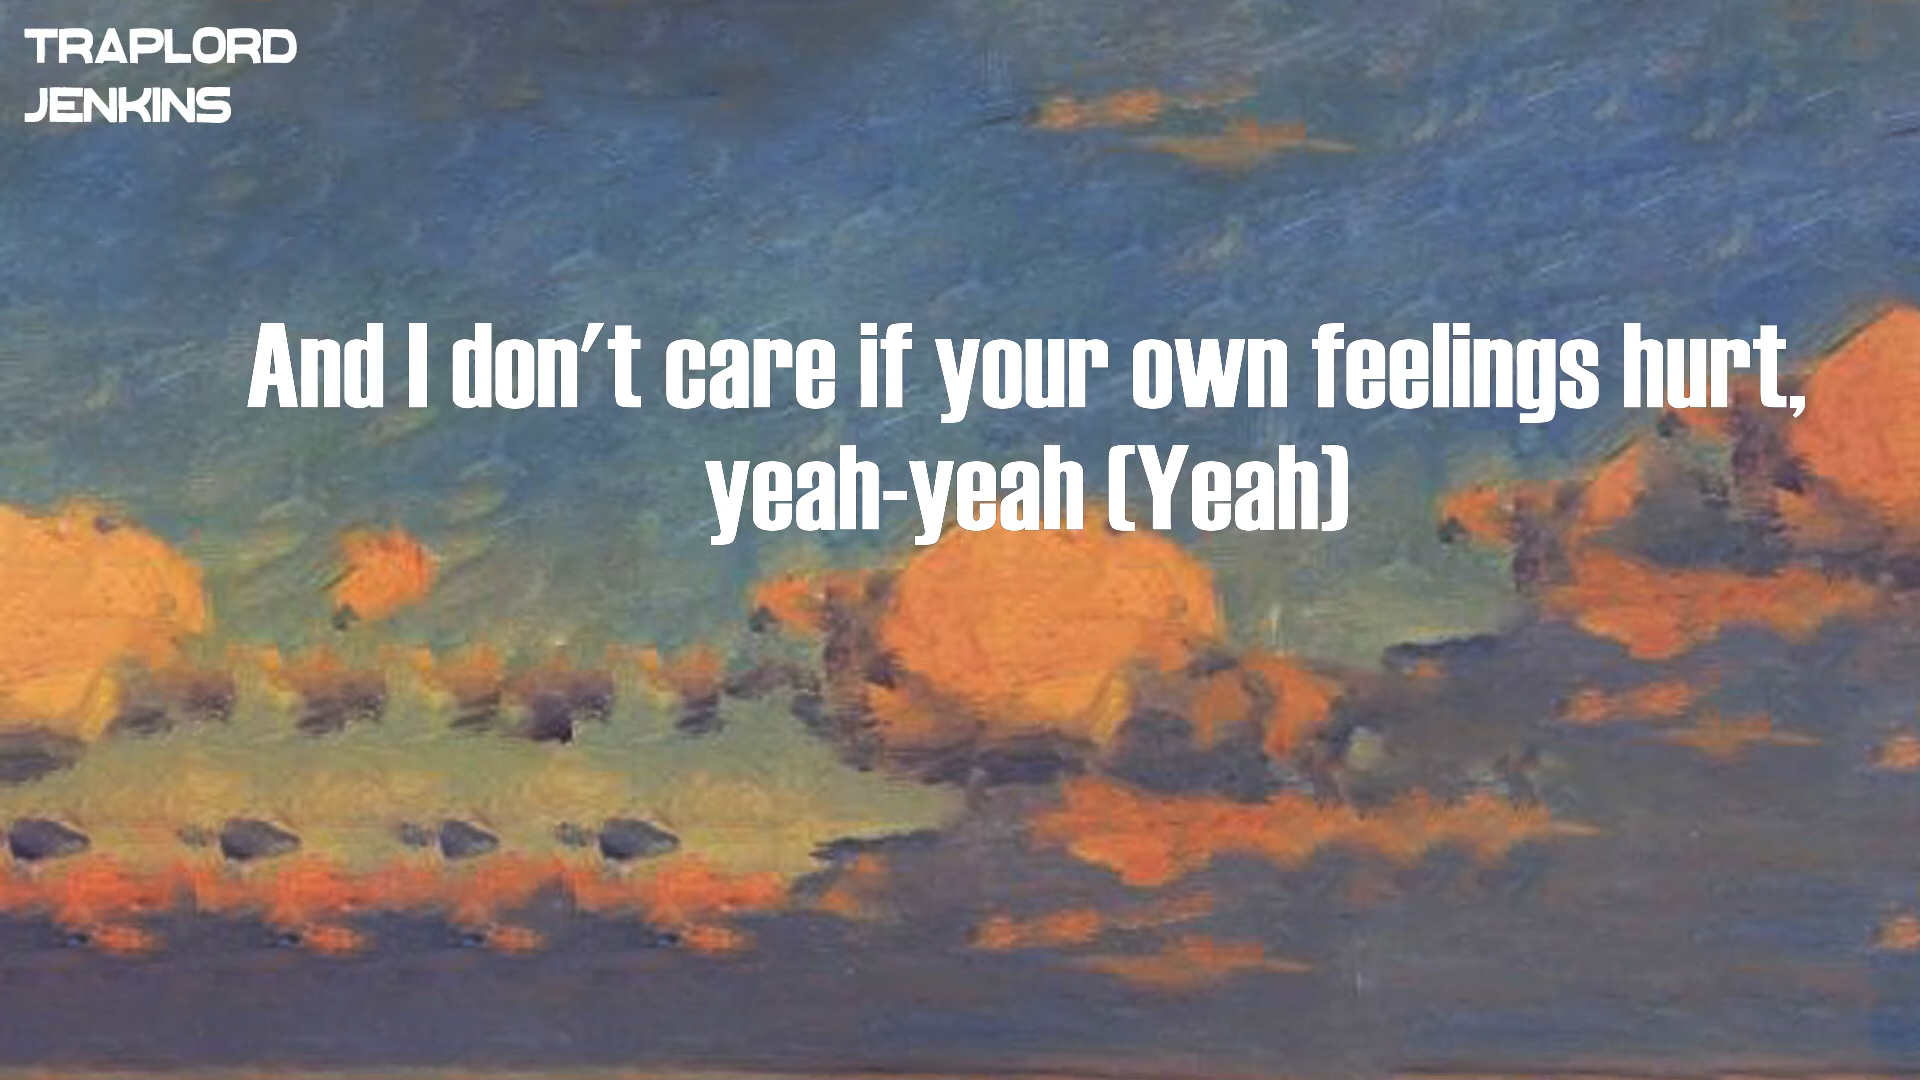 TRAPLORD
JENKINS
And I don't care if your own feelings hurt,
yeah-yeah (Yeah)